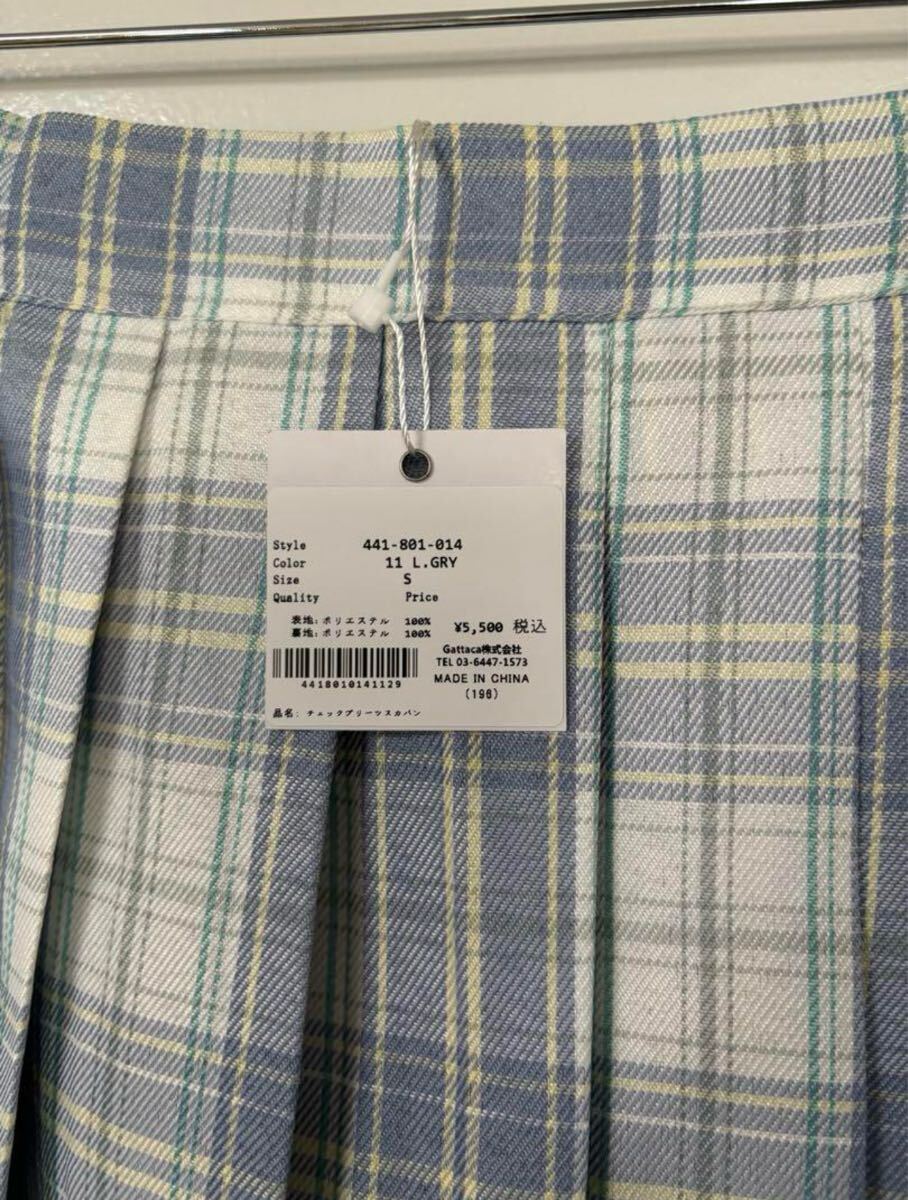 Style 441-801-014
Color 11 L.GRY
Size S
Quality Price
表地: ポリエステル 100%
裏地: ポリエステル 100%
¥5,500 税込
Gattaca株式会社
TEL 03-6447-1573
MADE IN CHINA
(196)
4418010141129
品名: チェックプリーツスカパン